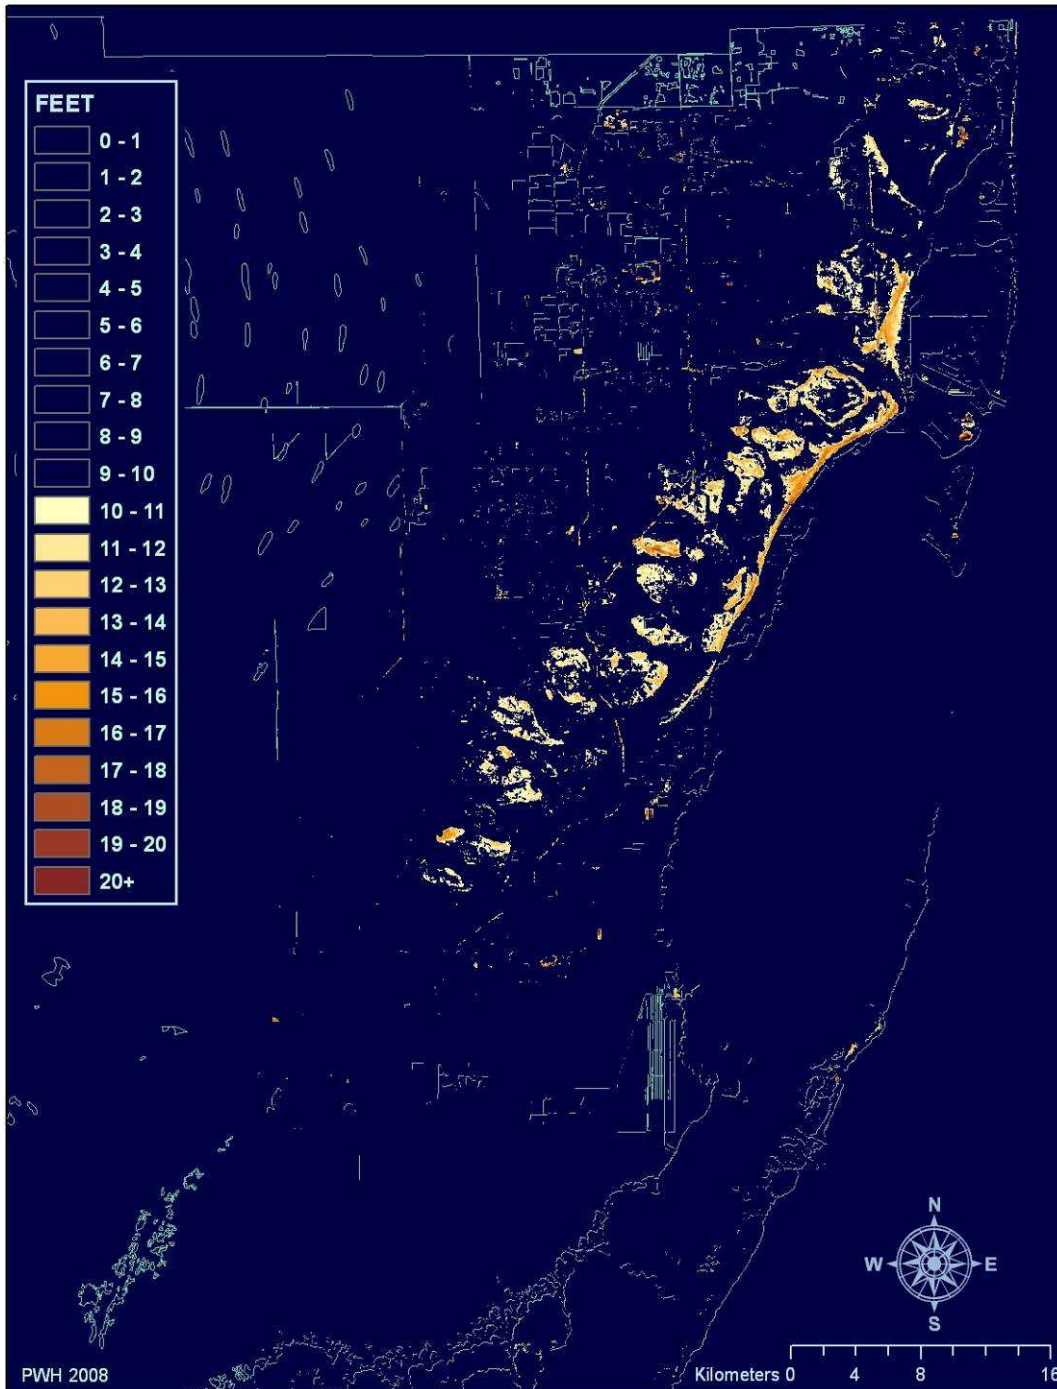 FEET
0 - 1
1 - 2
2 - 3
3 - 4
4 - 5
5 - 6
6 - 7
7 - 8
8 - 9
9 - 10
10 - 11
11 - 12
12 - 13
13 - 14
14 - 15
15 - 16
16 - 17
17 - 18
18 - 19
19 - 20
20+
N
W E
S
PWH 2008
Kilometers 0 4 8 16